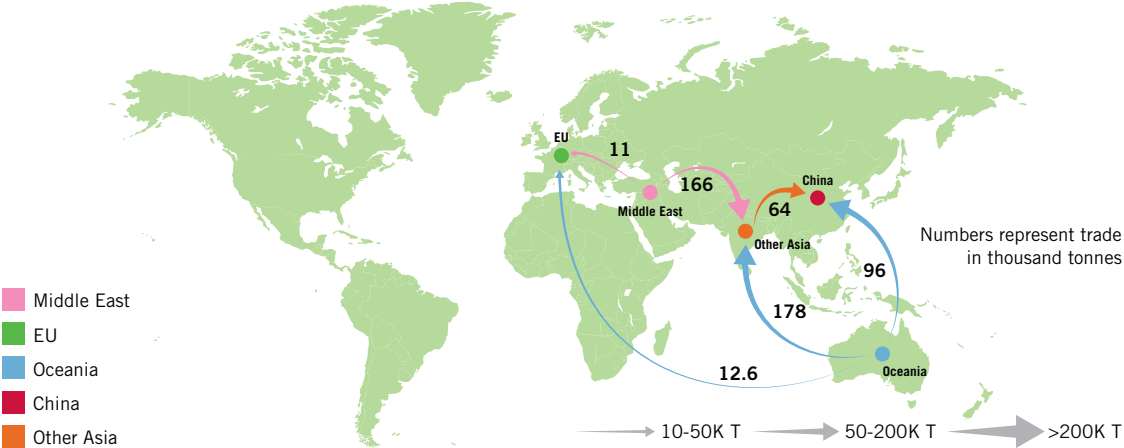 EU
11
China
166
64
Middle East
Other Asia
Numbers represent trade
in thousand tonnes
96
Middle East
178
EU
Oceania
Oceania
12.6
China
Other Asia
10-50K T
50-200K T
>200K T